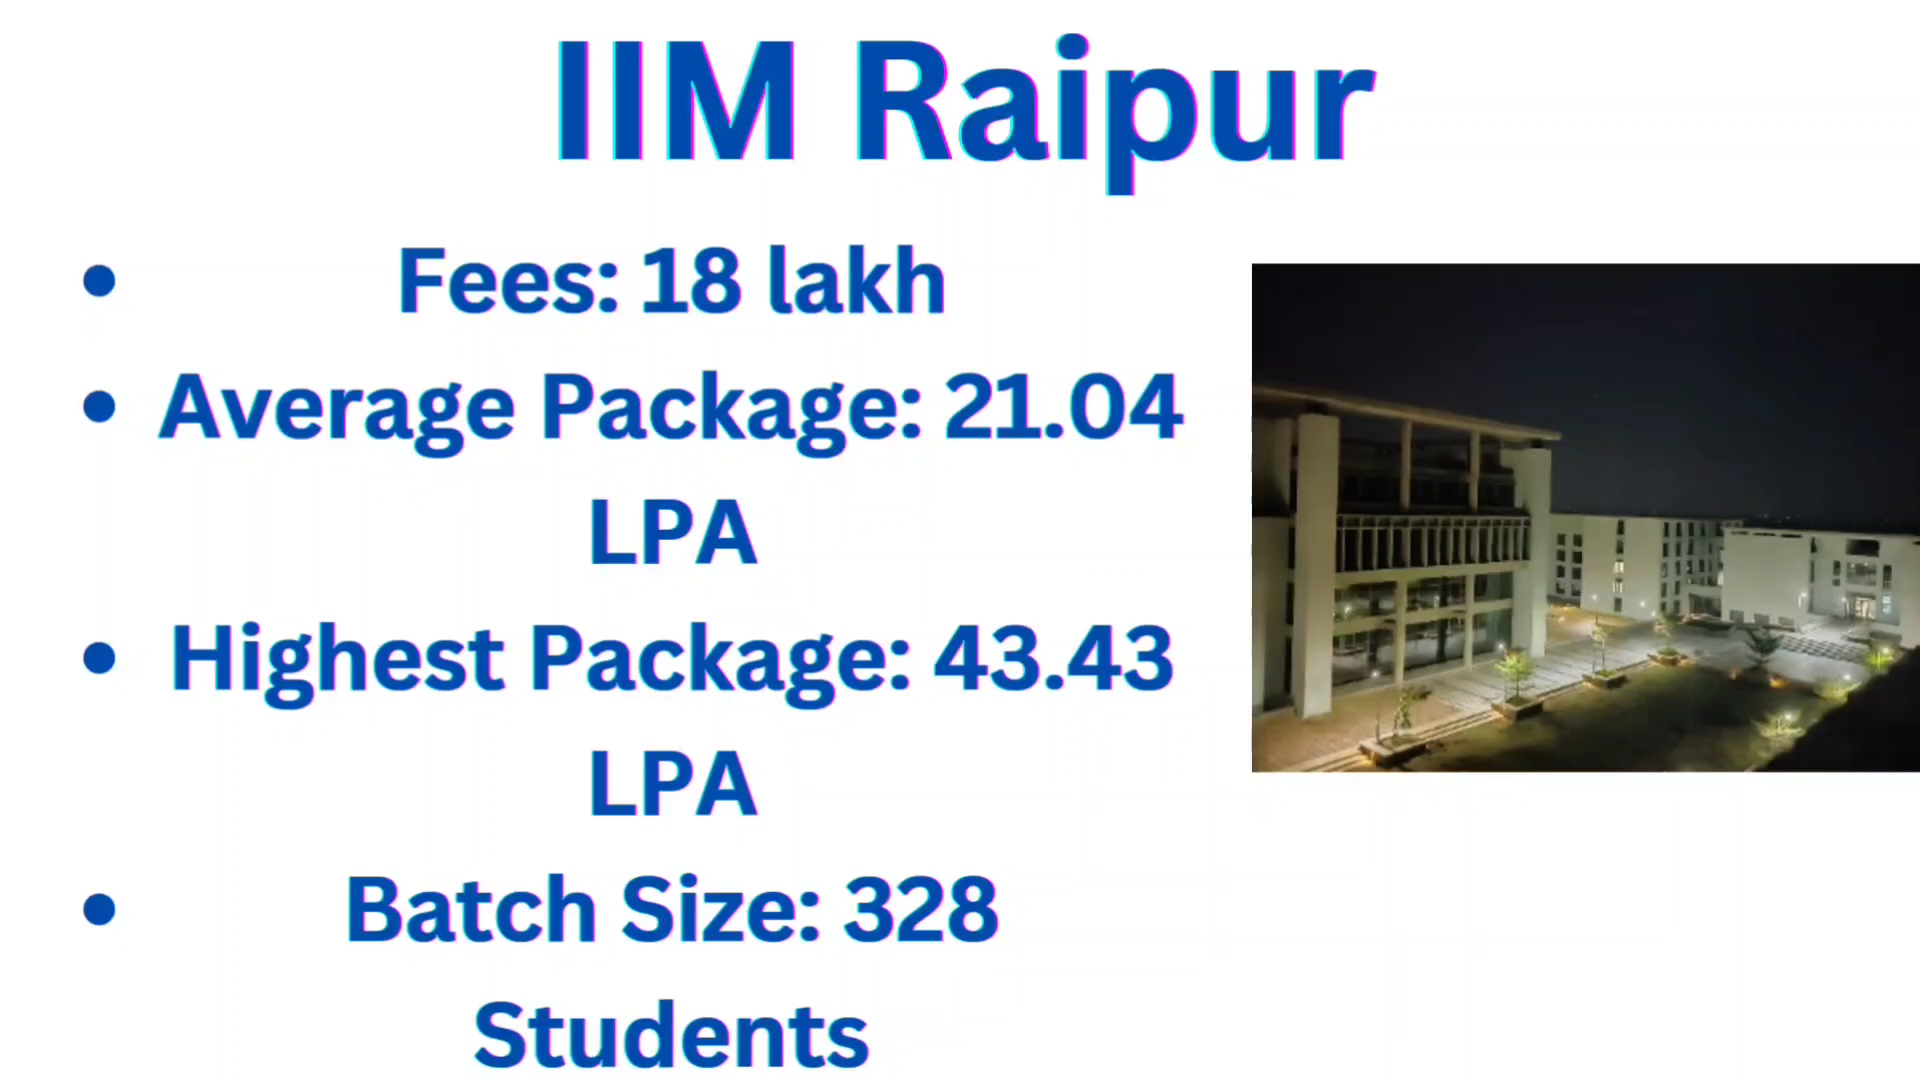 IIM Raipur
• Fees: 18 lakh
• Average Package: 21.04
LPA
• Highest Package: 43.43
LPA
• Batch Size: 328
Students